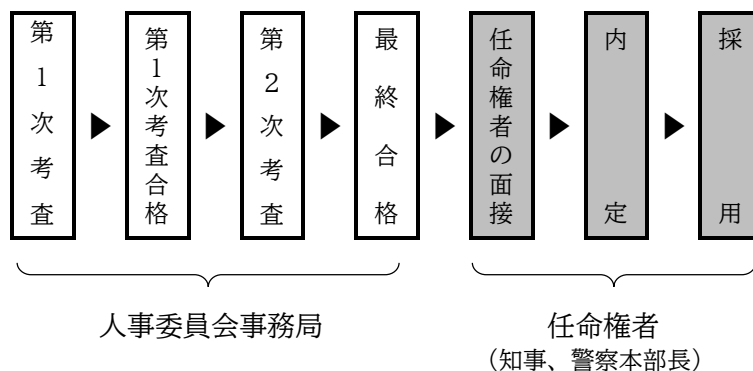 第1次考査
第1次考査合格
第2次考査
最終合格
任命権者の面接
内定
採用
人事委員会事務局
任命権者
（知事、警察本部長）